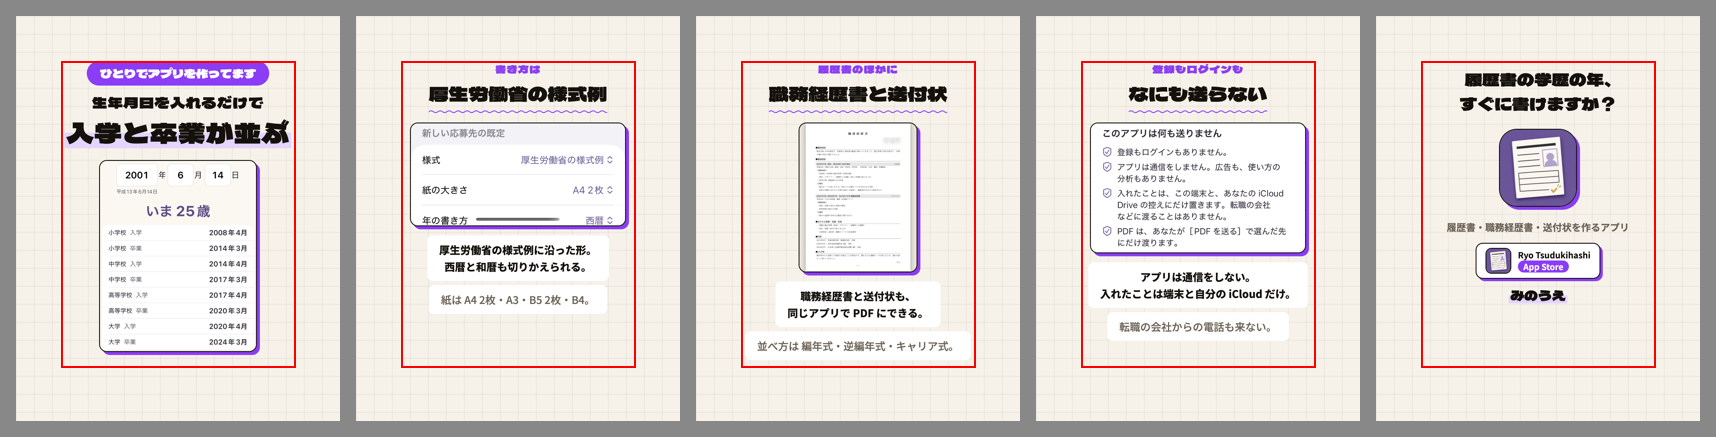 ひとりでアプリを作ってます
生年月日を入れるだけで
入学と卒業が並ぶ
2001 年 6 月 14 日
平成13年6月14日
いま 25歳
小学校 入学 2008年4月
小学校 卒業 2014年3月
中学校 入学 2014年4月
中学校 卒業 2017年3月
高等学校 入学 2017年4月
高等学校 卒業 2020年3月
大学 入学 2020年4月
大学 卒業 2024年3月
書き方は
厚生労働省の様式例
新しい応募先の既定
様式 厚生労働省の様式例
紙の大きさ A4 2枚
年の書き方 西暦
厚生労働省の様式例に沿った形。
西暦と和暦も切りかえられる。
紙は A4 2枚・A3・B5 2枚・B4。
履歴書のほかに
職務経歴書と送付状
職務経歴書と送付状も、
同じアプリで PDF にできる。
並べ方は 編年式・逆編年式・キャリア式。
登録もログインも
なにも送らない
このアプリは何も送りません
登録もログインもありません。
アプリは通信をしません。広告も、使い方の
分析もありません。
入れたことは、この端末と、あなたの iCloud
Drive の控えにだけ置きます。転職の会社
などに渡ることはありません。
PDF は、あなたが［PDF を送る］で選んだ先
にだけ渡ります。
アプリは通信をしない。
入れたことは端末と自分の iCloud だけ。
転職の会社からの電話も来ない。
履歴書の学歴の年、
すぐに書けますか？
履歴書・職務経歴書・送付状を作るアプリ
Ryo Tsudukihashi
App Store
みのうえ